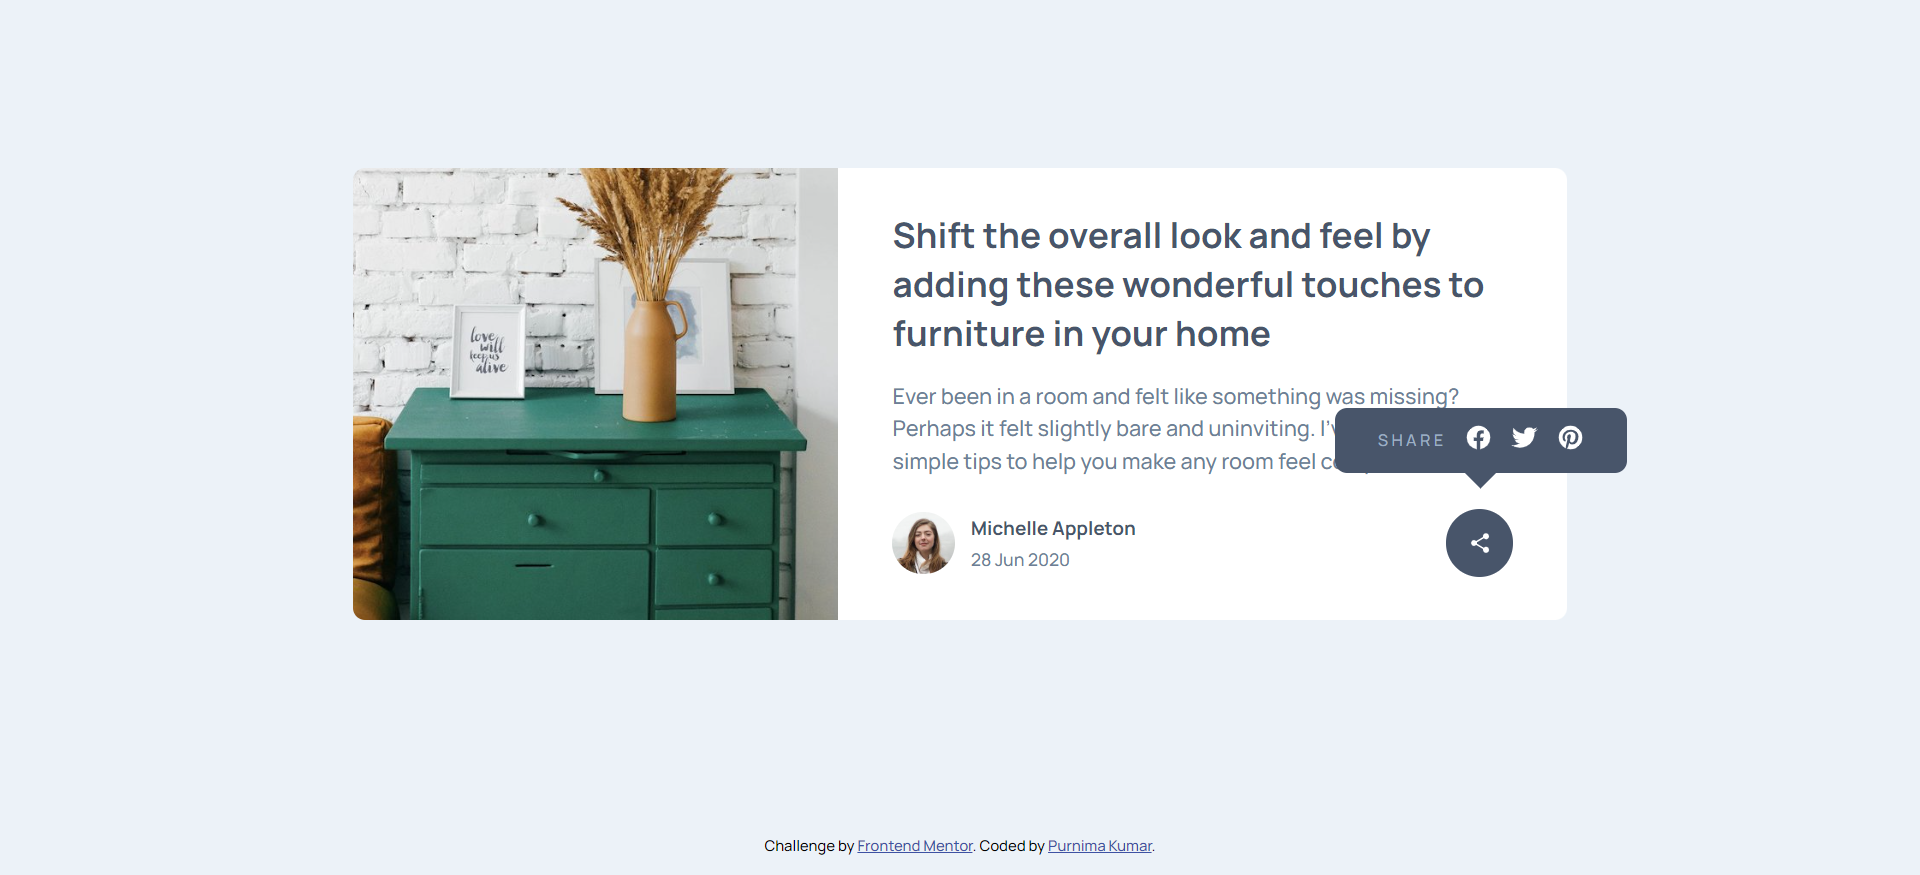 love
will
keep us
alive
Shift the overall look and feel by
adding these wonderful touches to
furniture in your home
Ever been in a room and felt like something was missing?
Perhaps it felt slightly bare and uninviting. I'v
simple tips to help you make any room feel
SHARE
Michelle Appleton
28 Jun 2020
Challenge by Frontend Mentor. Coded by Purnima Kumar.